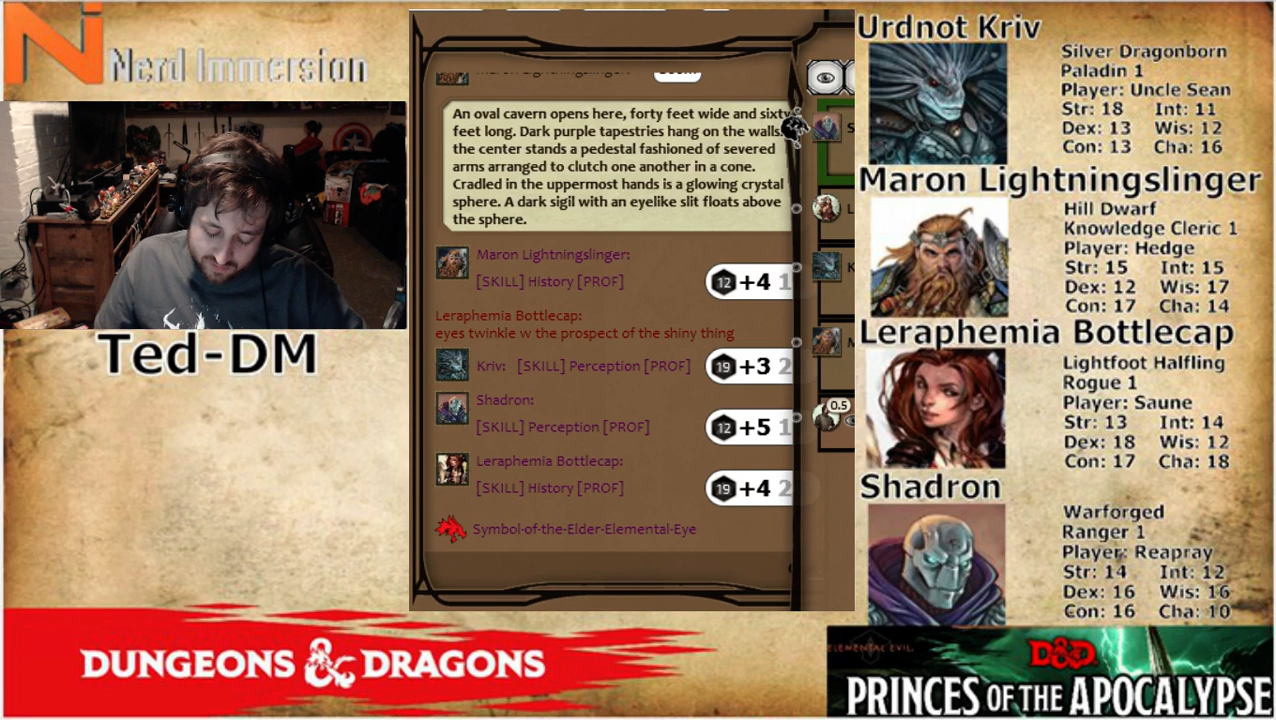 Nerd Immersion
Ted-DM
An oval cavern opens here, forty feet wide and sixty
feet long. Dark purple tapestries hang on the walls.
the center stands a pedestal fashioned of severed
arms arranged to clutch one another in a cone.
Cradled in the uppermost hands is a glowing crystal
sphere. A dark sigil with an eyelike slit floats above
the sphere.
Maron Lightningslinger:
[SKILL] History [PROF]
12 +4 1
Leraphemia Bottlecap:
eyes twinkle w the prospect of the shiny thing
Kriv: [SKILL] Perception [PROF] 19 +3 2
Shadron:
[SKILL] Perception [PROF] 12 +5 1
Leraphemia Bottlecap:
[SKILL] History [PROF] 19 +4 2
Symbol-of-the-Elder-Elemental-Eye
S
L
K
M
0.5
Urdnot Kriv
Silver Dragonborn
Paladin 1
Player: Uncle Sean
Str: 18 Int: 11
Dex: 13 Wis: 12
Con: 13 Cha: 16
Maron Lightningslinger
Hill Dwarf
Knowledge Cleric 1
Player: Hedge
Str: 15 Int: 15
Dex: 12 Wis: 17
Con: 17 Cha: 14
Leraphemia Bottlecap
Lightfoot Halfling
Rogue 1
Player: Saune
Str: 13 Int: 14
Dex: 18 Wis: 12
Con: 17 Cha: 18
Shadron
Warforged
Ranger 1
Player: Reapray
Str: 14 Int: 12
Dex: 16 Wis: 16
Con: 16 Cha: 10
DUNGEONS & DRAGONS
ELEMENTAL EVIL
D&D
PRINCES OF THE APOCALYPSE